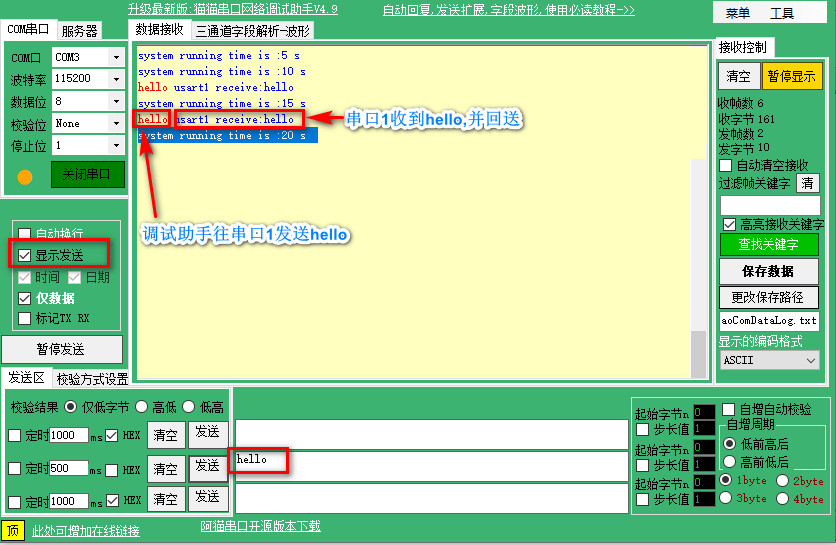 升级最新版:猫猫串口网络调试助手V4.9
自动回复,发送扩展,字段波形,使用必读教程-->>
菜单 工具
COM串口 服务器
COM口 COM3
波特率 115200
数据位 8
校验位 None
停止位 1
关闭串口
自动换行
显示发送
时间 日期
仅数据
标记TX RX
暂停发送
数据接收 三通道字段解析-波形
system running time is :5 s
system running time is :10 s
hello usart1 receive:hello
system running time is :15 s
hello usart1 receive:hello
system running time is :20 s
串口1收到hello,并回送
调试助手往串口1发送hello
接收控制
清空 暂停显示
收帧数 6
收字节 161
发帧数 2
发字节 10
自动清空接收
过滤帧关键字 清
高亮接收关键字
查找关键字
保存数据
更改保存路径
aoComDataLog.txt
显示的编码格式
ASCII
发送区 校验方式设置
校验结果 仅低字节 高低 低高
定时 1000 ms HEX 清空 发送
定时 500 ms HEX 清空 发送
hello
定时 1000 ms HEX 清空 发送
起始字节n 0
步长值 1
起始字节n 0
步长值 1
起始字节n 0
步长值 1
自增自动校验
自增周期
低前高后
高前低后
1byte 2byte
3byte 4byte
顶 此处可增加在线链接
阿猫串口开源版本下载